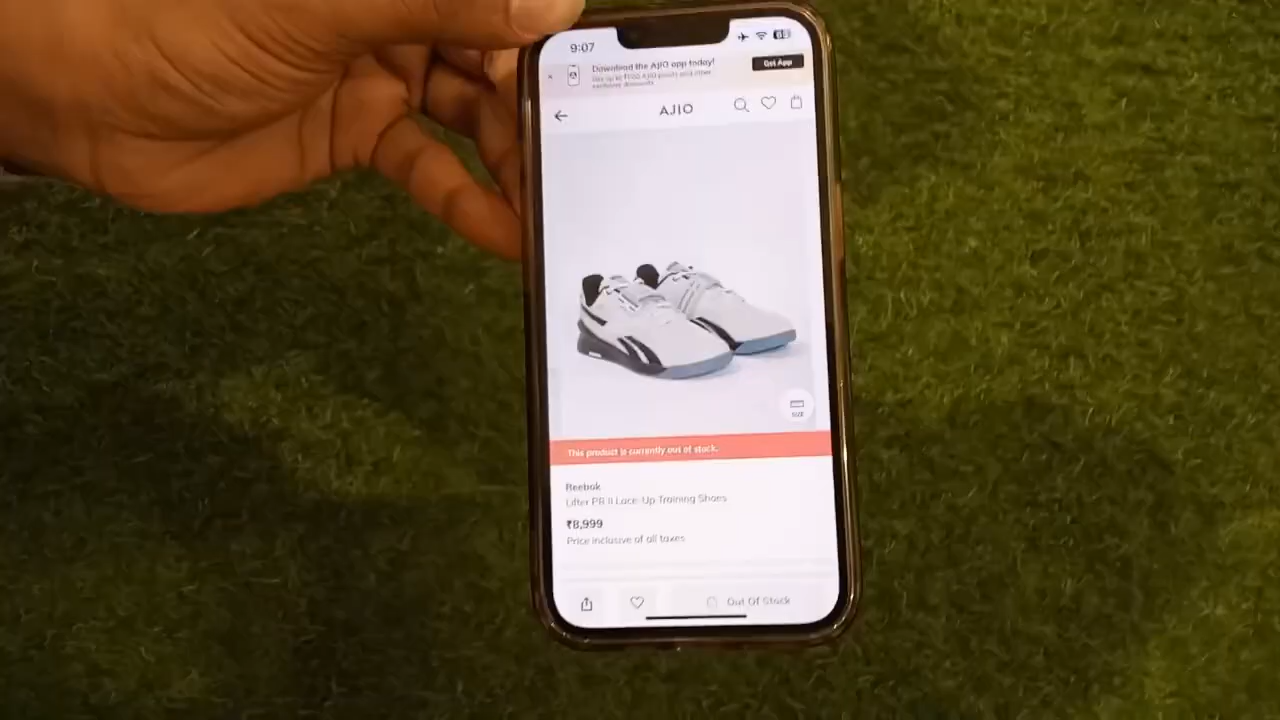 9:07
Download the AJIO app today!
Get App
AJIO
SIZE
This product is currently out of stock.
Reebok
Lifter PR II Lace-Up Training Shoes
₹8,999
Price inclusive of all taxes
Out Of Stock